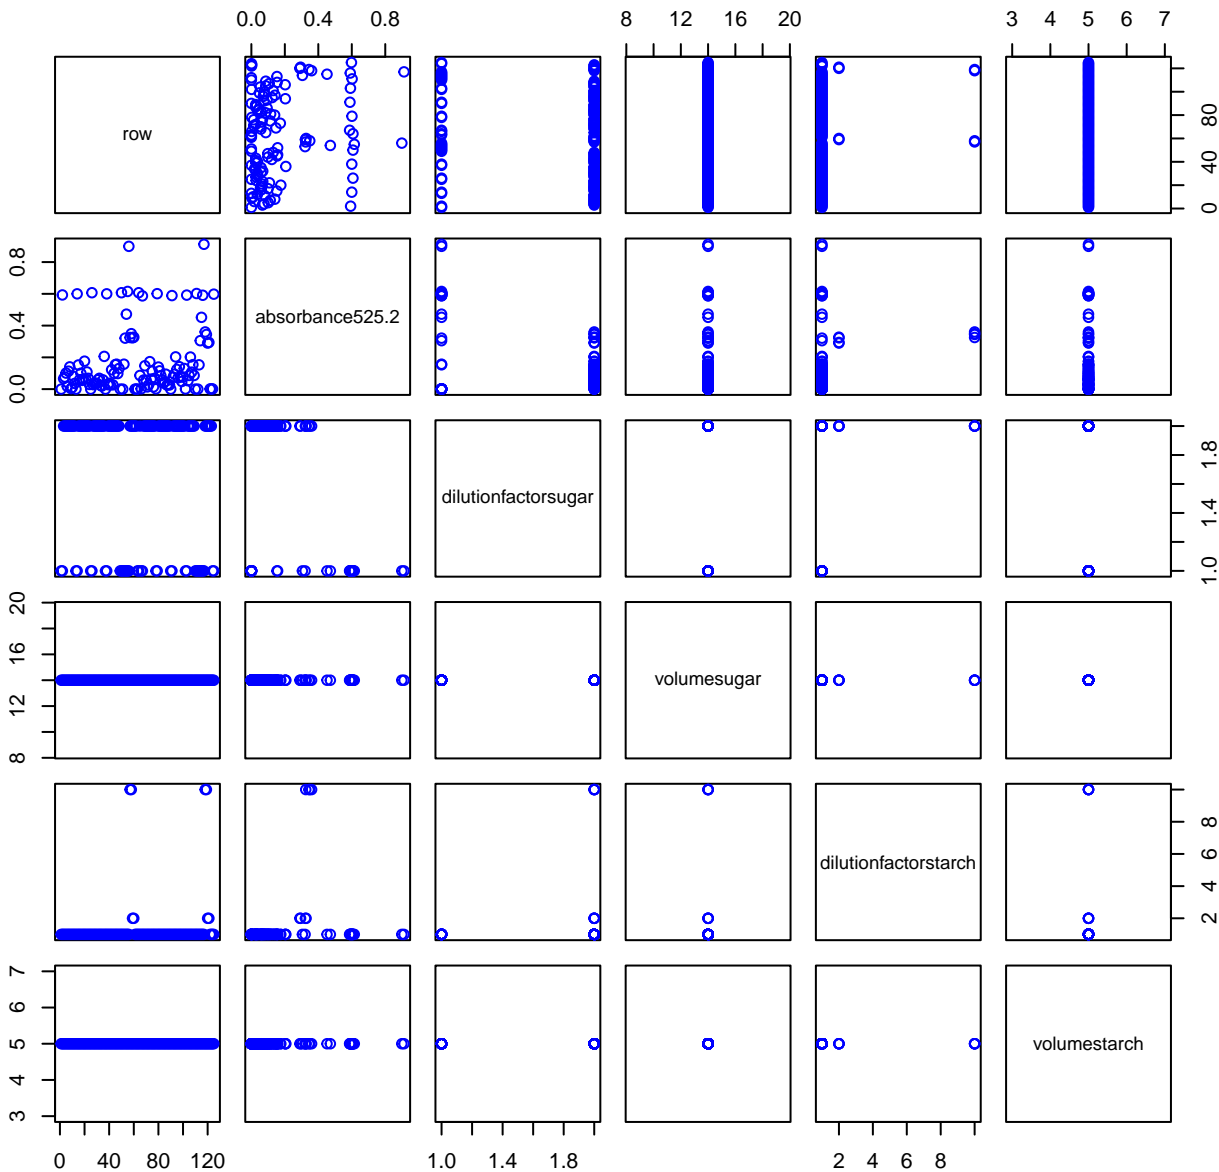 0.0 0.4 0.8 8 12 16 20 3 4 5 6 7
row
0 40 80
0.0 0.4 0.8
absorbance525.2
dilutionfactorsugar
1.0 1.4 1.8
8 12 16 20
volumesugar
dilutionfactorstarch
2 4 6 8
3 4 5 6 7
volumestarch
0 40 80 120 1.0 1.4 1.8 2 4 6 8